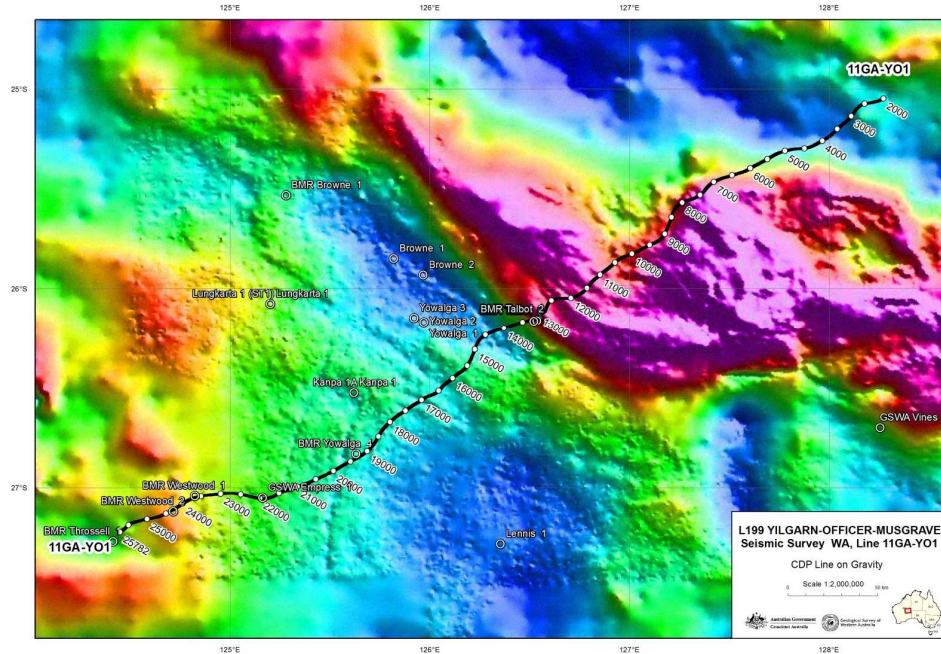 125°E
126°E
127°E
128°E
11GA-YO1
25°S
2000
3000
4000
5000
6000
7000
8000
9000
10000
11000
12000
13000
14000
15000
16000
17000
18000
19000
20000
21000
22000
23000
24000
25000
25782
BMR Browne 1
Browne 1
Browne 2
26°S
Lungkarta 1 (ST1) Lungkarta 1
Yowalga 3
Yowalga 2
Yowalga 1
BMR Talbot 2
Kanpa 1A Kanpa 1
GSWA Vines
BMR Yowalga 4
27°S
BMR Westwood 1
GSWA Empress 1
BMR Westwood 2
BMR Throssell 1
11GA-YO1
Lennis 1
L199 YILGARN-OFFICER-MUSGRAVE
Seismic Survey WA, Line 11GA-YO1
CDP Line on Gravity
Scale 1:2,000,000
0
50 km
Australian Government
Geoscience Australia
Geological Survey of
Western Australia
125°E
126°E
127°E
128°E